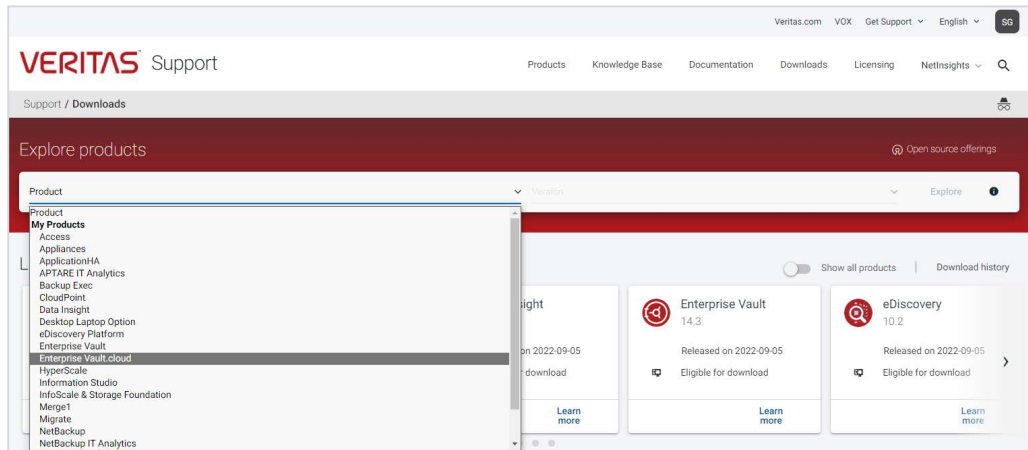 Veritas.com VOX Get Support English SG
VERITAS Support
Products Knowledge Base Documentation Downloads Licensing NetInsights
Support / Downloads
Explore products
Open source offerings
Product Version Explore
Product
My Products
Access
Appliances
ApplicationHA
APTARE IT Analytics
Backup Exec
CloudPoint
Data Insight
Desktop Laptop Option
eDiscovery Platform
Enterprise Vault
Enterprise Vault.cloud
HyperScale
Information Studio
InfoScale & Storage Foundation
Merge1
Migrate
NetBackup
NetBackup IT Analytics
L
Show all products | Download history
sight
on 2022-09-05
download
Learn
more
Enterprise Vault
14.3
Released on 2022-09-05
Eligible for download
Learn
more
eDiscovery
10.2
Released on 2022-09-05
Eligible for download
Learn
more